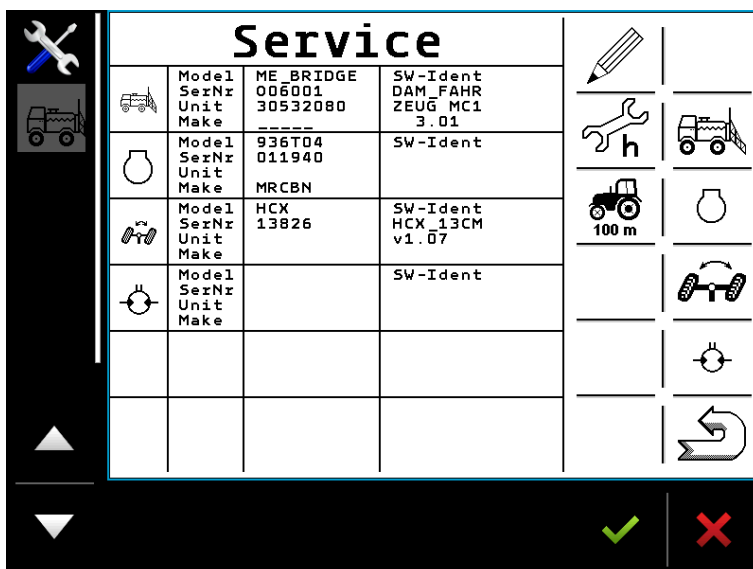 Service
Model ME_BRIDGE SW-Ident
SerNr 006001 DAM_FAHR
Unit 30532080 ZEUG MC1
Make _____ 3.01
Model 936T04 SW-Ident
SerNr 011940
Unit
Make MRCBN
Model HCX SW-Ident
SerNr 13826 HCX_13CM
Unit v1.07
Make
Model SW-Ident
SerNr
Unit
Make
h
100 m